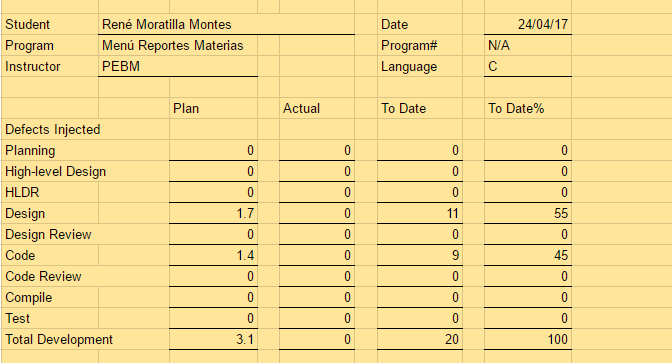 Student René Moratilla Montes Date 24/04/17
Program Menú Reportes Materias Program# N/A
Instructor PEBM Language C
Plan Actual To Date To Date%
Defects Injected
Planning 0 0 0 0
High-level Design 0 0 0 0
HLDR 0 0 0 0
Design 1.7 0 11 55
Design Review 0 0 0 0
Code 1.4 0 9 45
Code Review 0 0 0 0
Compile 0 0 0 0
Test 0 0 0 0
Total Development 3.1 0 20 100